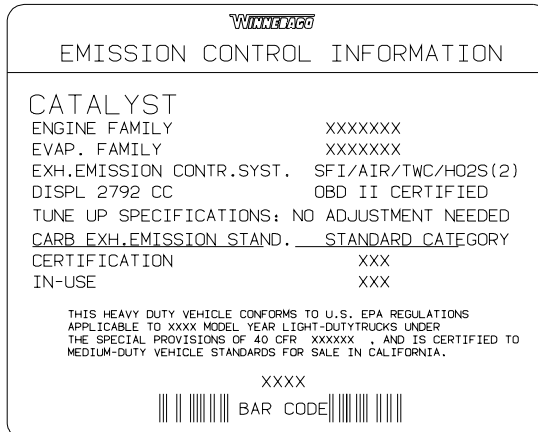 WINNEBAGO
EMISSION CONTROL INFORMATION
CATALYST
ENGINE FAMILY XXXXXXX
EVAP. FAMILY XXXXXXX
EXH.EMISSION CONTR.SYST. SFI/AIR/TWC/HO2S(2)
DISPL 2792 CC OBD II CERTIFIED
TUNE UP SPECIFICATIONS: NO ADJUSTMENT NEEDED
CARB EXH.EMISSION STAND. STANDARD CATEGORY
CERTIFICATION XXX
IN-USE XXX
THIS HEAVY DUTY VEHICLE CONFORMS TO U.S. EPA REGULATIONS
APPLICABLE TO XXXX MODEL YEAR LIGHT-DUTYTRUCKS UNDER
THE SPECIAL PROVISIONS OF 40 CFR XXXXXX , AND IS CERTIFIED TO
MEDIUM-DUTY VEHICLE STANDARDS FOR SALE IN CALIFORNIA.
XXXX
BAR CODE